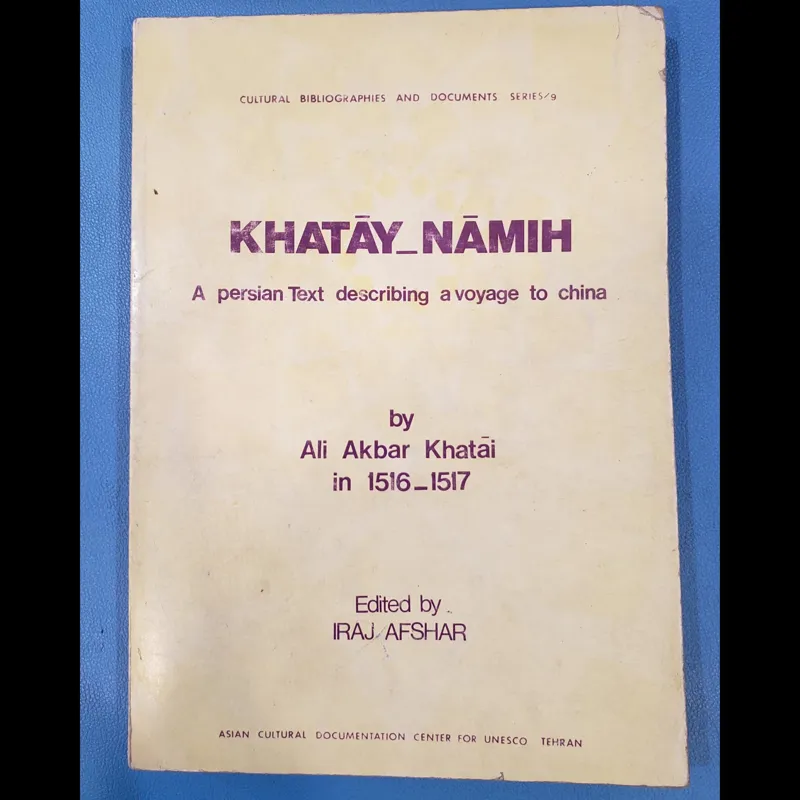 CULTURAL BIBLIOGRAPHIES AND DOCUMENTS SERIES/9
KHATĀY_NĀMIH
A persian Text describing a voyage to china
by
Ali Akbar Khatāi
in 1516_1517
Edited by
IRAJ AFSHAR
ASIAN CULTURAL DOCUMENTATION CENTER FOR UNESCO TEHRAN